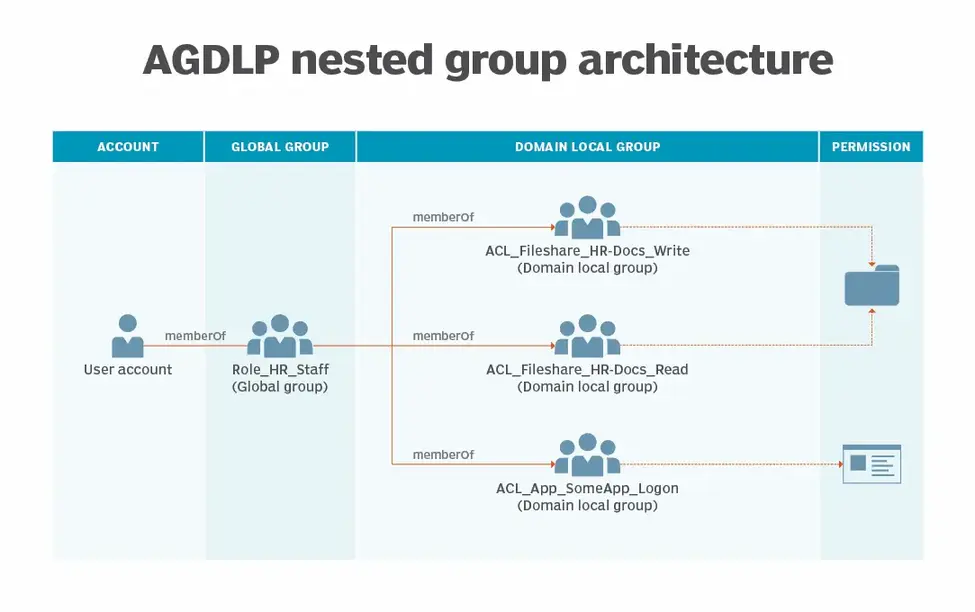 AGDLP nested group architecture
ACCOUNT
GLOBAL GROUP
DOMAIN LOCAL GROUP
PERMISSION
memberOf
ACL_Fileshare_HR-Docs_Write
(Domain local group)
memberOf
User account
Role_HR_Staff
(Global group)
memberOf
ACL_Fileshare_HR-Docs_Read
(Domain local group)
memberOf
ACL_App_SomeApp_Logon
(Domain local group)